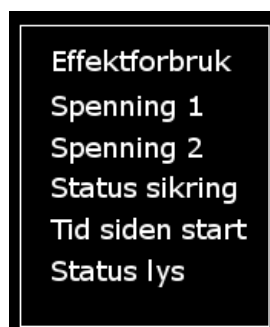 Effektforbruk
Spenning 1
Spenning 2
Status sikring
Tid siden start
Status lys